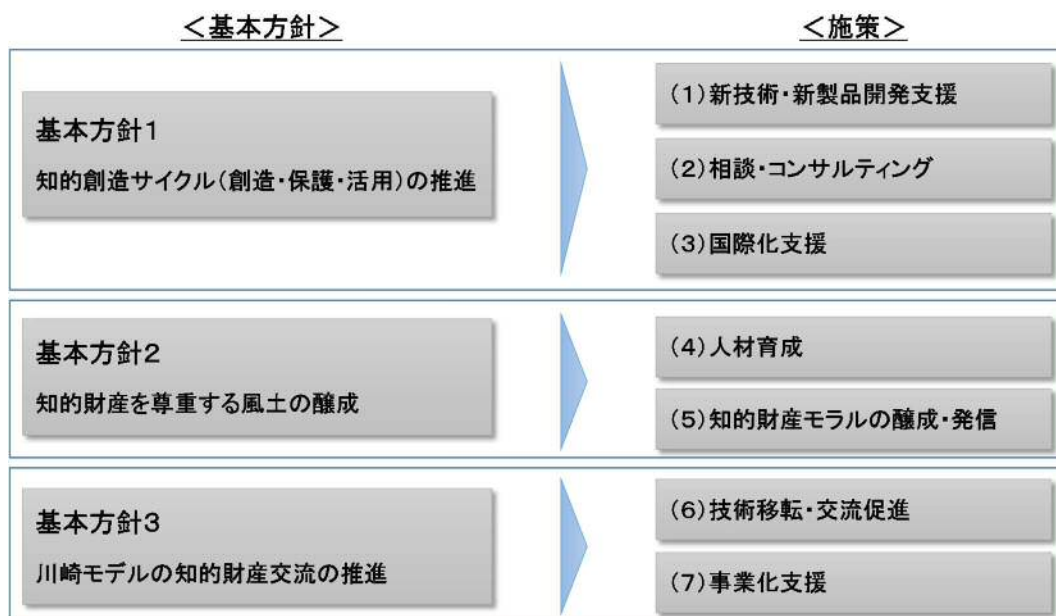 <基本方針>
<施策>
基本方針1
知的創造サイクル(創造・保護・活用)の推進
(1)新技術・新製品開発支援
(2)相談・コンサルティング
(3)国際化支援
基本方針2
知的財産を尊重する風土の醸成
(4)人材育成
(5)知的財産モラルの醸成・発信
基本方針3
川崎モデルの知的財産交流の推進
(6)技術移転・交流促進
(7)事業化支援